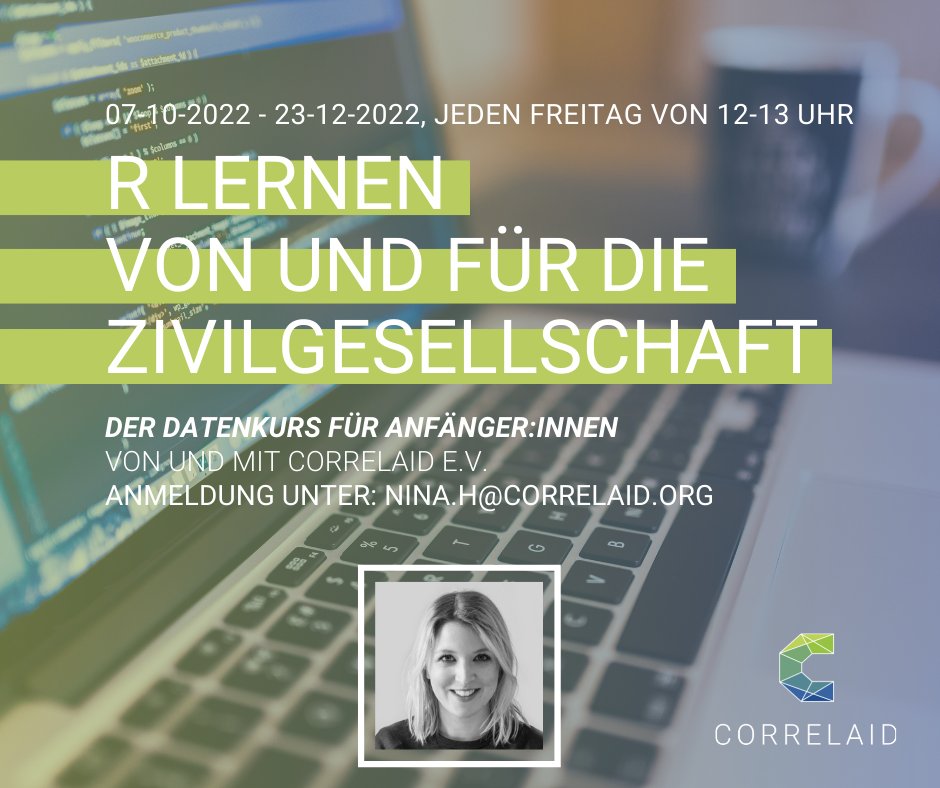 07-10-2022 - 23-12-2022, JEDEN FREITAG VON 12-13 UHR
R LERNEN
VON UND FÜR DIE
ZIVILGESELLSCHAFT
DER DATENKURS FÜR ANFÄNGER:INNEN
VON UND MIT CORRELAID E.V.
ANMELDUNG UNTER: NINA.H@CORRELAID.ORG
% 5
T
G
B
R
V
C
CORRELAID